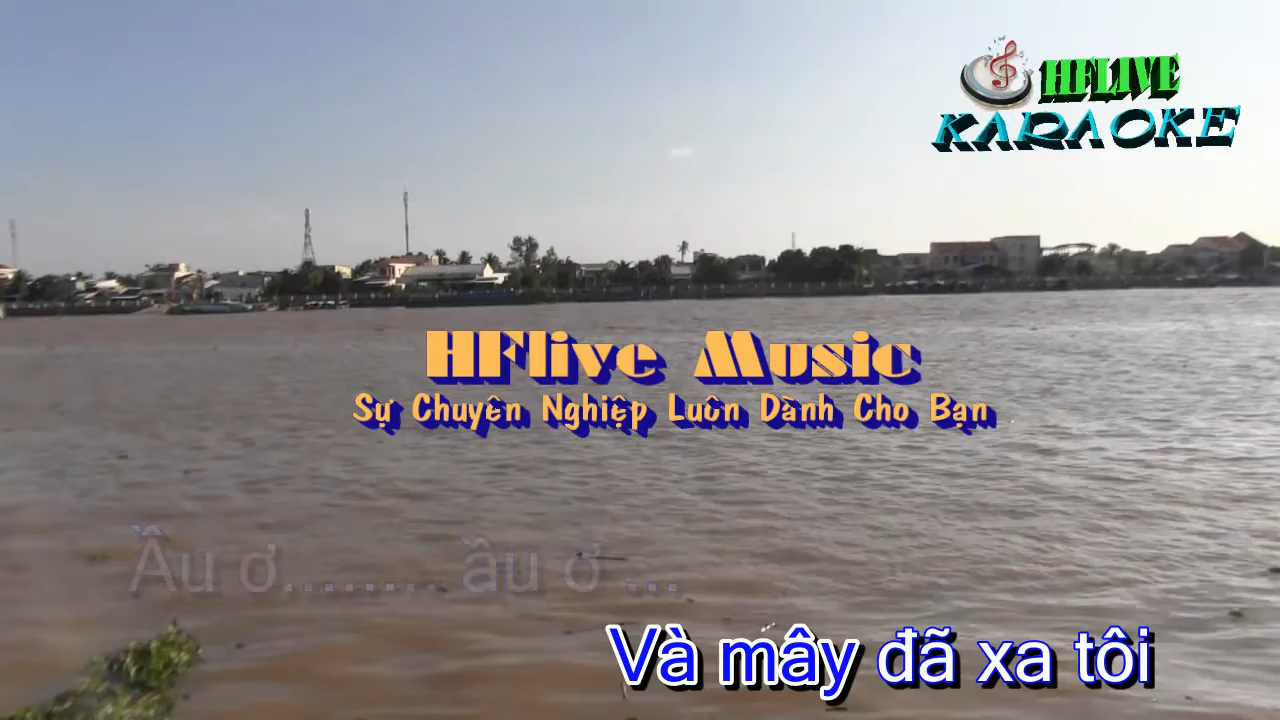 HFLIVE
KARAOKE
HFlive Music
Sự Chuyên Nghiệp Luôn Dành Cho Bạn
Ầu ơ......... ầu ơ ...
Và mây đã xa tôi